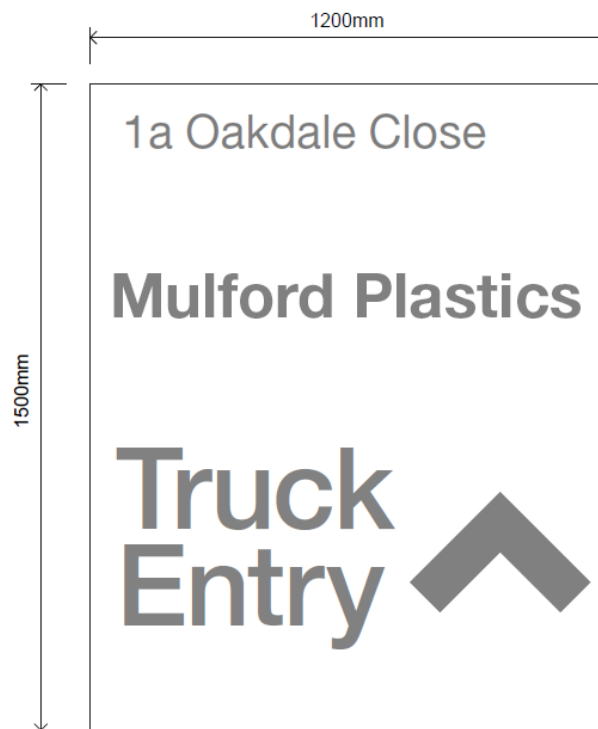 1200mm
1a Oakdale Close
Mulford Plastics
1500mm
Truck
Entry